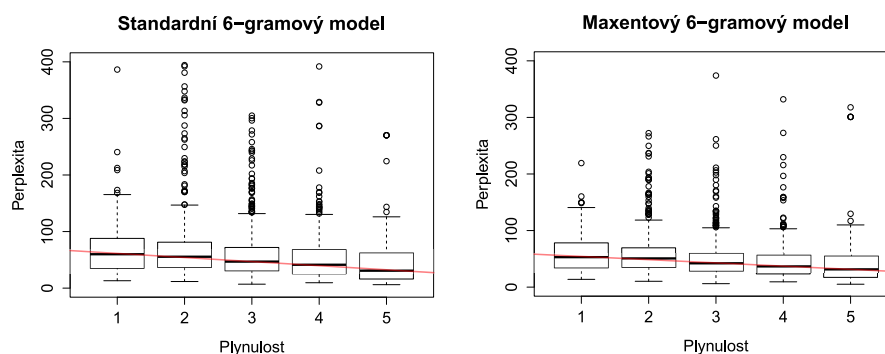 Standardní 6−gramový model
Perplexita
400
300
200
100
0
1 2 3 4 5
Plynulost
Maxentový 6−gramový model
Perplexita
400
300
200
100
0
1 2 3 4 5
Plynulost